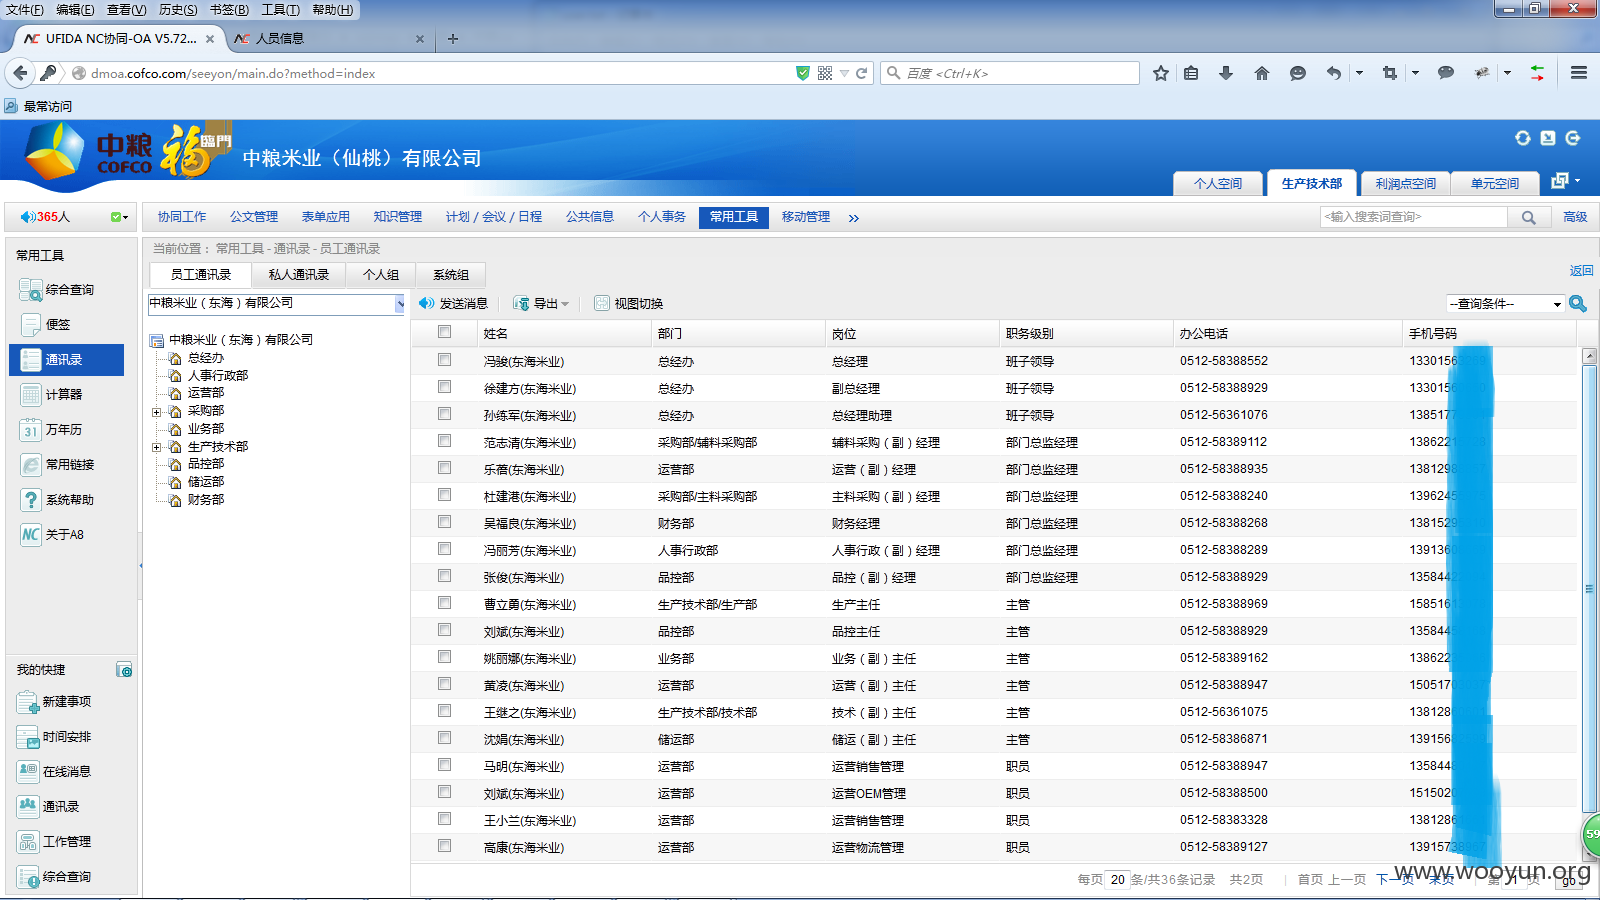 文件(F) 编辑(E) 查看(V) 历史(S) 书签(B) 工具(T) 帮助(H)
UFIDA NC协同-OA V5.72... 人员信息
dmoa.cofco.com/seeyon/main.do?method=index 百度 <Ctrl+K>
最常访问
中粮 COFCO 福 臨門 中粮米业（仙桃）有限公司
个人空间 生产技术部 利润点空间 单元空间
365人 协同工作 公文管理 表单应用 知识管理 计划 / 会议 / 日程 公共信息 个人事务 常用工具 移动管理 <输入搜索词查询> 高级
常用工具
综合查询
便签
通讯录
计算器
31 万年历
常用链接
系统帮助
NC 关于A8
我的快捷
新建事项
时间安排
在线消息
通讯录
工作管理
综合查询
当前位置： 常用工具 - 通讯录 - 员工通讯录
员工通讯录 私人通讯录 个人组 系统组 返回
中粮米业（东海）有限公司
中粮米业（东海）有限公司
总经办
人事行政部
运营部
采购部
业务部
生产技术部
品控部
储运部
财务部
发送消息 导出 视图切换 --查询条件--
姓名 部门 岗位 职务级别 办公电话 手机号码
冯骏(东海米业) 总经办 总经理 班子领导 0512-58388552 1330156
徐建方(东海米业) 总经办 副总经理 班子领导 0512-58388929 133015
孙练军(东海米业) 总经办 总经理助理 班子领导 0512-56361076 138517
范志清(东海米业) 采购部/辅料采购部 辅料采购（副）经理 部门总监经理 0512-58389112 1386221
乐蓓(东海米业) 运营部 运营（副）经理 部门总监经理 0512-58388935 138129
杜建港(东海米业) 采购部/主料采购部 主料采购（副）经理 部门总监经理 0512-58388240 139624
吴福良(东海米业) 财务部 财务经理 部门总监经理 0512-58388268 138152
冯丽芳(东海米业) 人事行政部 人事行政（副）经理 部门总监经理 0512-58388289 139136
张俊(东海米业) 品控部 品控（副）经理 部门总监经理 0512-58388929 135844
曹立勇(东海米业) 生产技术部/生产部 生产主任 主管 0512-58388969 158516
刘斌(东海米业) 品控部 品控主任 主管 0512-58388929 135844
姚丽娜(东海米业) 业务部 业务（副）主任 主管 0512-58389162 138622
黄凌(东海米业) 运营部 运营（副）主任 主管 0512-58388947 150517
王继之(东海米业) 生产技术部/技术部 技术（副）主任 主管 0512-56361075 138128
沈娟(东海米业) 储运部 储运（副）主任 主管 0512-58386871 139156
马明(东海米业) 运营部 运营销售管理 职员 0512-58388947 135844
刘斌(东海米业) 运营部 运营OEM管理 职员 0512-58388500 151502
王小兰(东海米业) 运营部 运营销售管理 职员 0512-58383328 1381286
高康(东海米业) 运营部 运营物流管理 职员 0512-58389127 139157
每页 20 条/共36条记录 共2页 首页 上一页 下一页 末页 第 1 页 go
www.wooyun.org
59